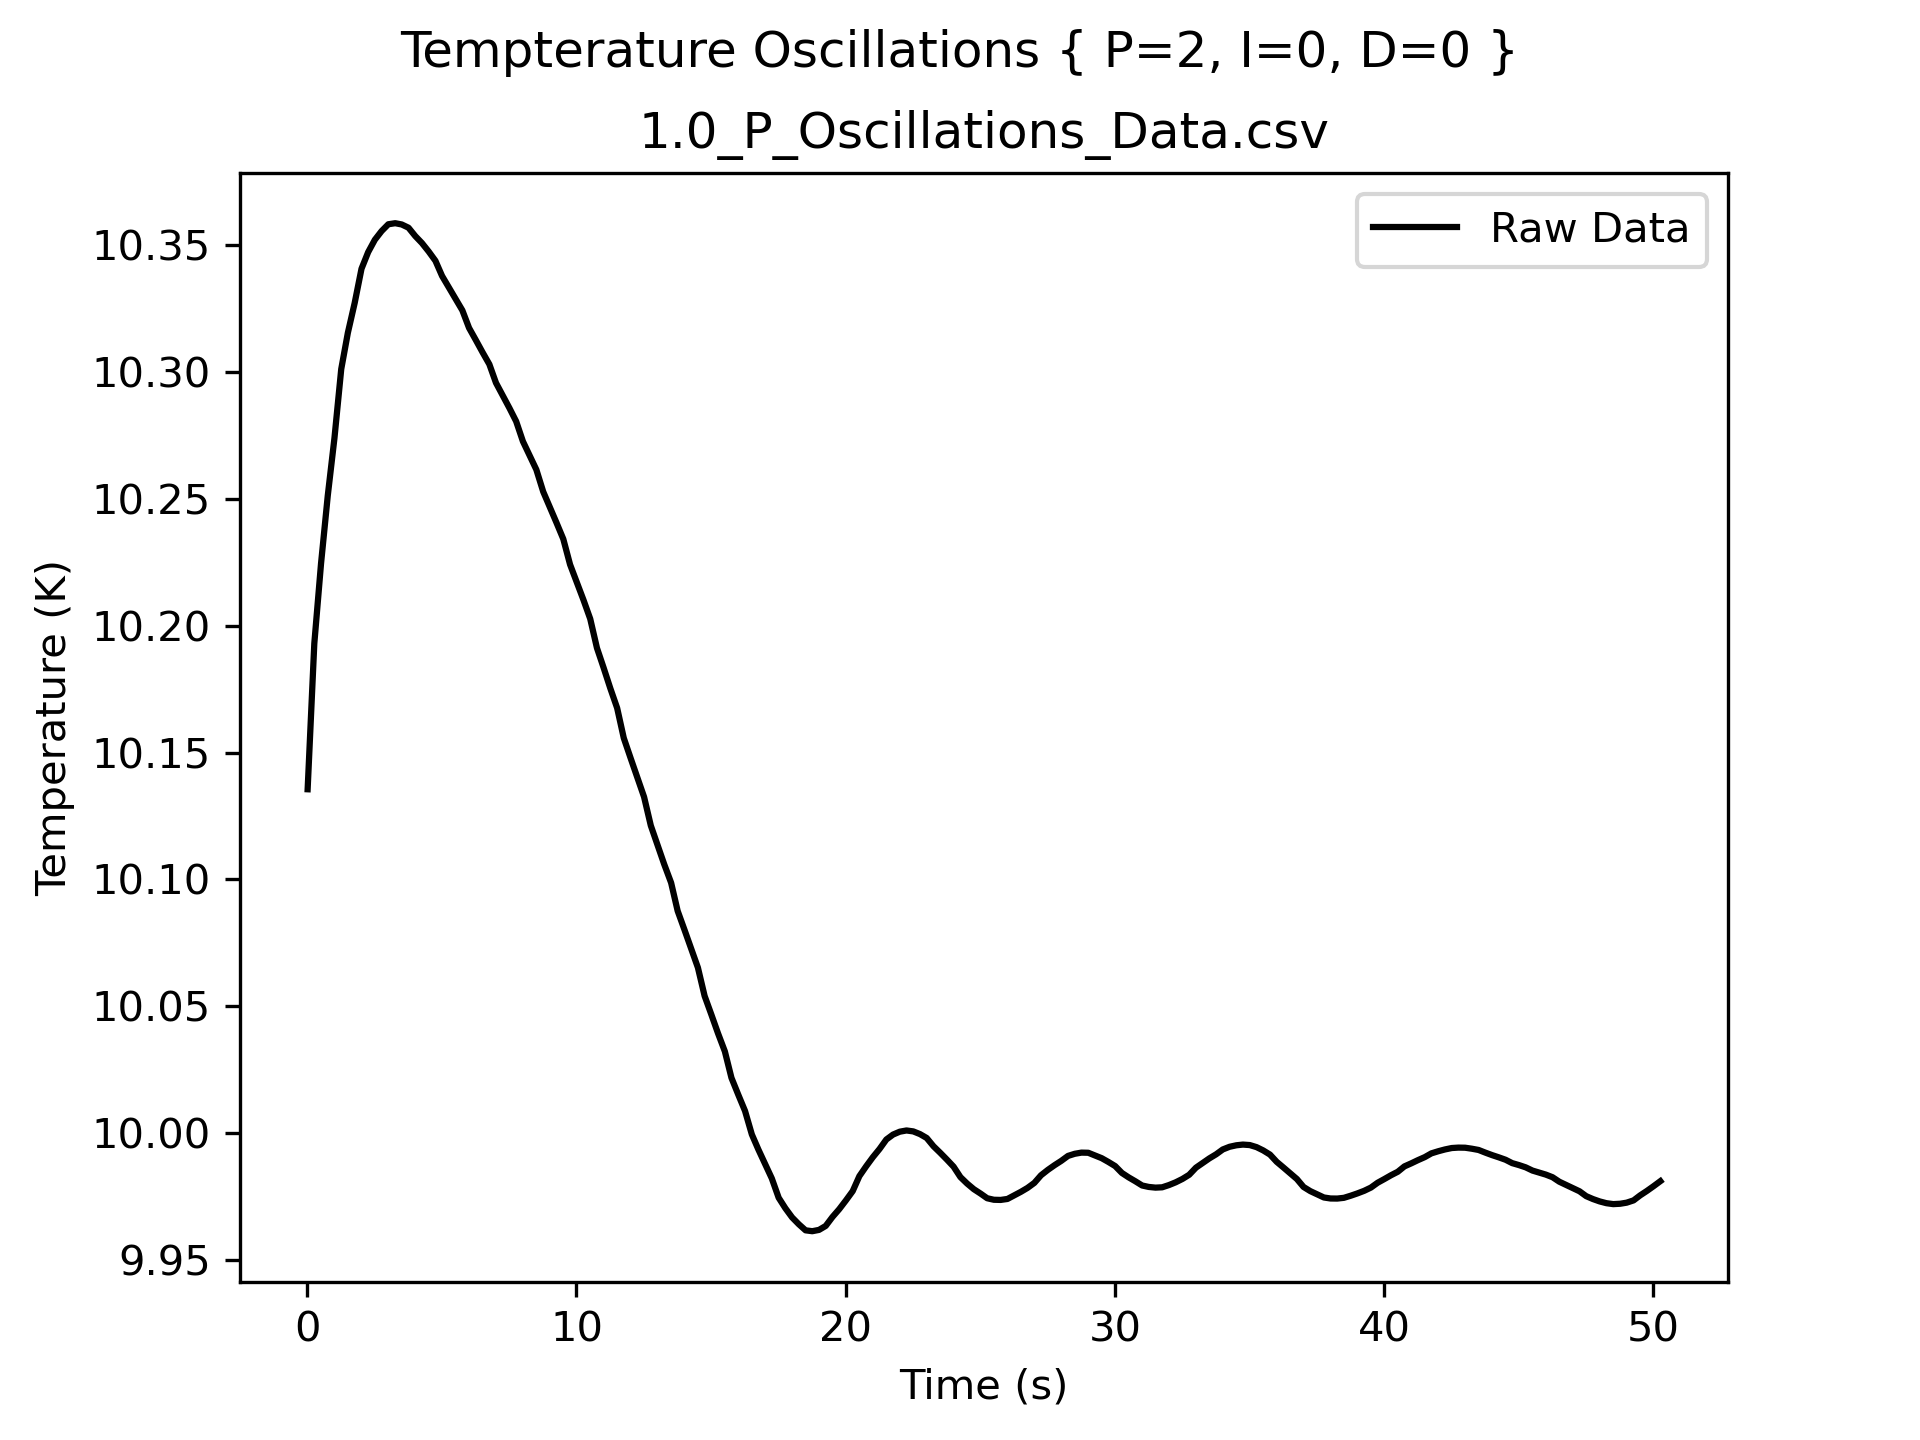 Tempterature Oscillations { P=2, I=0, D=0 }
1.0_P_Oscillations_Data.csv
Raw Data
Temperature (K)
10.35
10.30
10.25
10.20
10.15
10.10
10.05
10.00
9.95
0 10 20 30 40 50
Time (s)